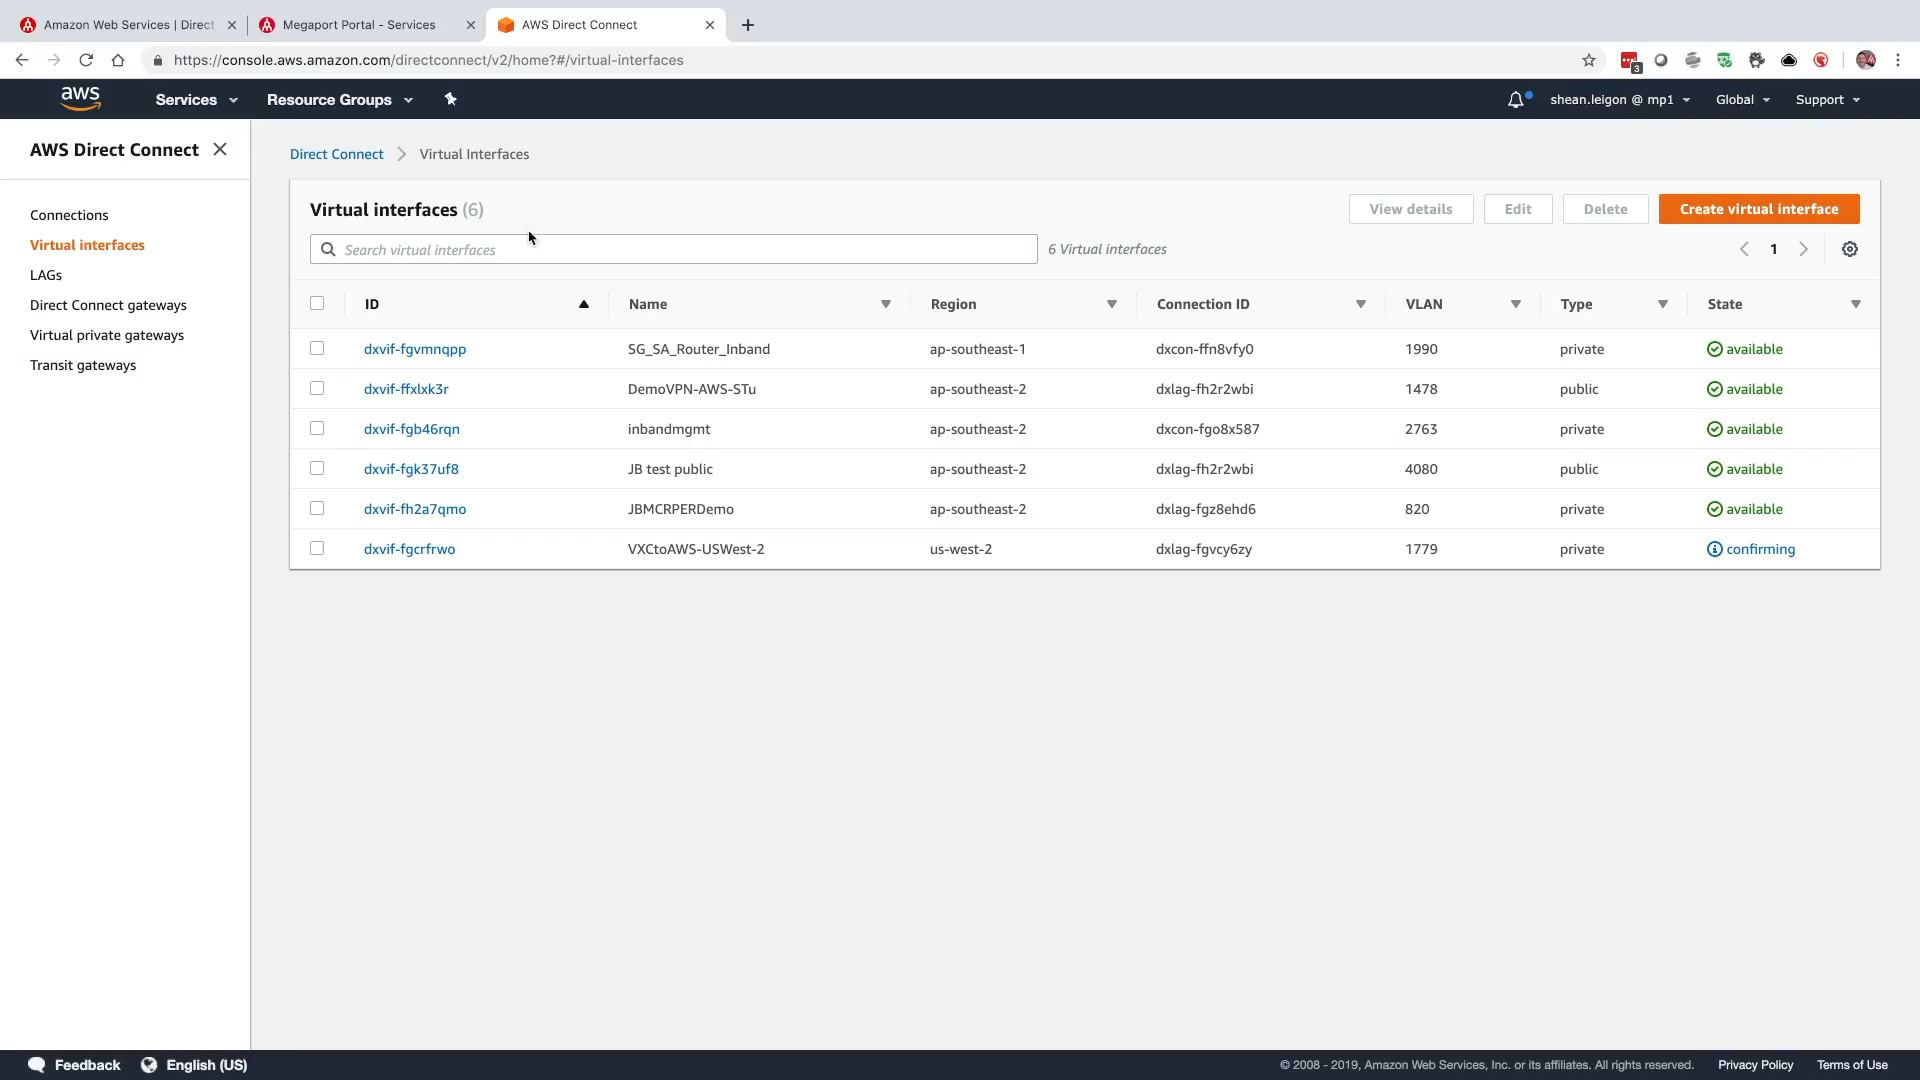 Amazon Web Services | Direct
Megaport Portal - Services
AWS Direct Connect
https://console.aws.amazon.com/directconnect/v2/home?#/virtual-interfaces
3
aws
Services
Resource Groups
shean.leigon @ mp1
Global
Support
AWS Direct Connect
Connections
Virtual interfaces
LAGs
Direct Connect gateways
Virtual private gateways
Transit gateways
Direct Connect
Virtual Interfaces
Virtual interfaces (6)
View details
Edit
Delete
Create virtual interface
Search virtual interfaces
6 Virtual interfaces
1
ID Name Region Connection ID VLAN Type State
dxvif-fgvmnqpp SG_SA_Router_Inband ap-southeast-1 dxcon-ffn8vfy0 1990 private available
dxvif-ffxlxk3r DemoVPN-AWS-STu ap-southeast-2 dxlag-fh2r2wbi 1478 public available
dxvif-fgb46rqn inbandmgmt ap-southeast-2 dxcon-fgo8x587 2763 private available
dxvif-fgk37uf8 JB test public ap-southeast-2 dxlag-fh2r2wbi 4080 public available
dxvif-fh2a7qmo JBMCRPERDemo ap-southeast-2 dxlag-fgz8ehd6 820 private available
dxvif-fgcrfrwo VXCtoAWS-USWest-2 us-west-2 dxlag-fgvcy6zy 1779 private confirming
Feedback
English (US)
© 2008 - 2019, Amazon Web Services, Inc. or its affiliates. All rights reserved.
Privacy Policy
Terms of Use